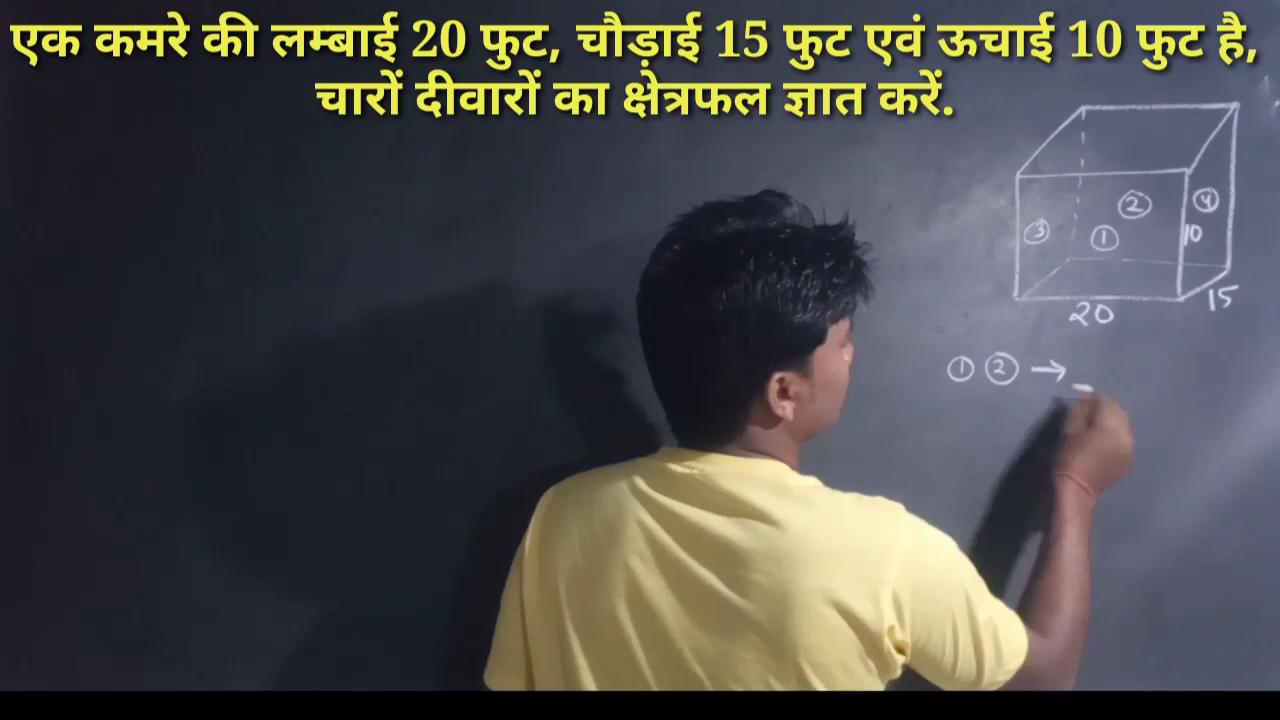 एक कमरे की लम्बाई 20 फुट, चौड़ाई 15 फुट एवं ऊचाई 10 फुट है,
चारों दीवारों का क्षेत्रफल ज्ञात करें.
② ④
③ ① 10
15
20
① ② →